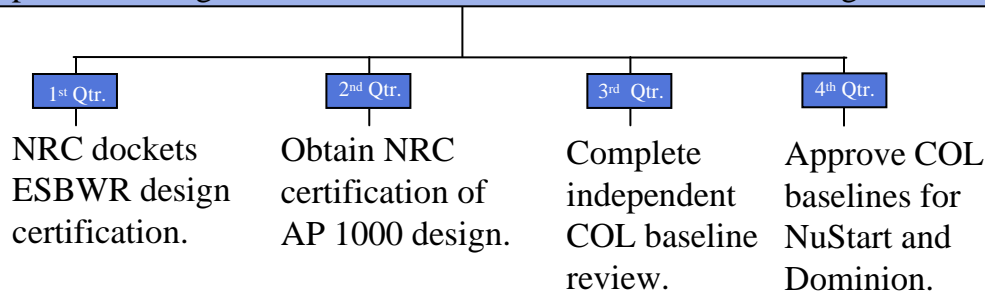 1st Qtr.
NRC dockets
ESBWR design
certification.
2nd Qtr.
Obtain NRC
certification of
AP 1000 design.
3rd Qtr.
Complete
independent
COL baseline
review.
4th Qtr.
Approve COL
baselines for
NuStart and
Dominion.